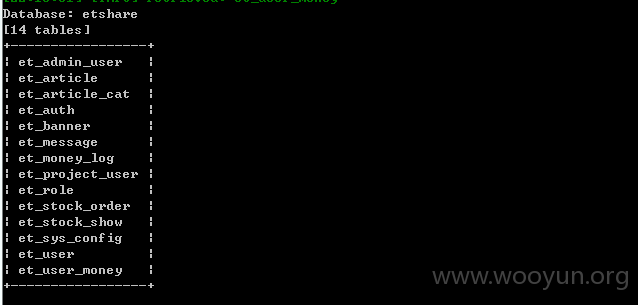 Database: etshare
[14 tables]
+-----------------+
| et_admin_user   |
| et_article      |
| et_article_cat  |
| et_auth         |
| et_banner       |
| et_message      |
| et_money_log    |
| et_project_user |
| et_role         |
| et_stock_order  |
| et_stock_show   |
| et_sys_config   |
| et_user         |
| et_user_money   |
+-----------------+
www.wooyun.org